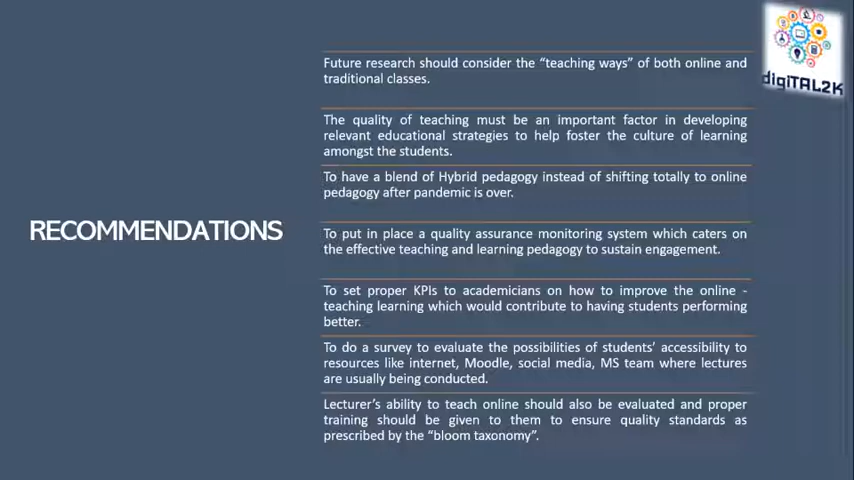 digiTAL2K
RECOMMENDATIONS
Future research should consider the “teaching ways” of both online and
traditional classes.
The quality of teaching must be an important factor in developing
relevant educational strategies to help foster the culture of learning
amongst the students.
To have a blend of Hybrid pedagogy instead of shifting totally to online
pedagogy after pandemic is over.
To put in place a quality assurance monitoring system which caters on
the effective teaching and learning pedagogy to sustain engagement.
To set proper KPIs to academicians on how to improve the online -
teaching learning which would contribute to having students performing
better.
To do a survey to evaluate the possibilities of students’ accessibility to
resources like internet, Moodle, social media, MS team where lectures
are usually being conducted.
Lecturer’s ability to teach online should also be evaluated and proper
training should be given to them to ensure quality standards as
prescribed by the “bloom taxonomy”.